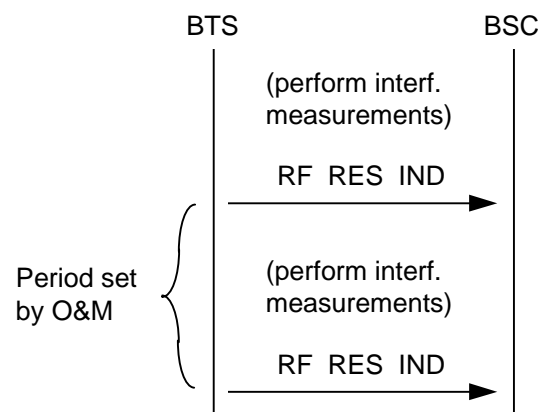 BTS BSC
(perform interf.
measurements)
RF RES IND
Period set
by O&M
(perform interf.
measurements)
RF RES IND